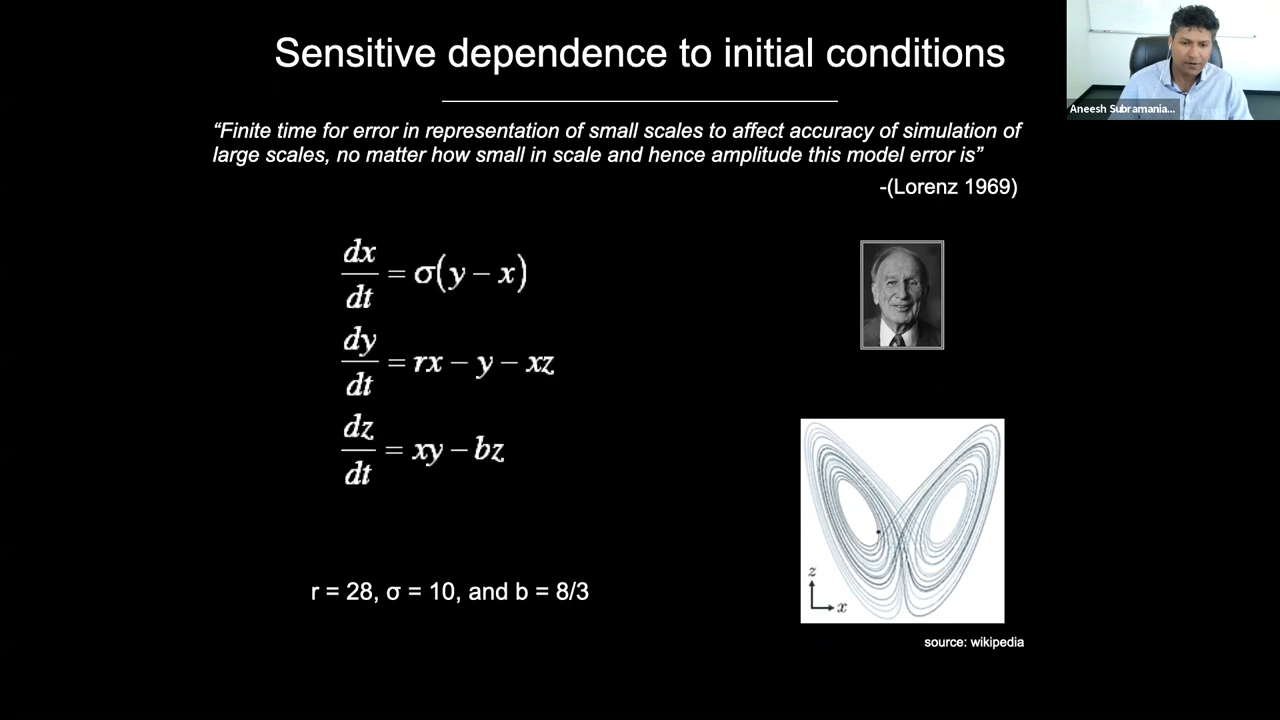 Sensitive dependence to initial conditions
Aneesh Subramania...
“Finite time for error in representation of small scales to affect accuracy of simulation of
large scales, no matter how small in scale and hence amplitude this model error is”
-(Lorenz 1969)
dx/dt = σ(y − x)
dy/dt = rx − y − xz
dz/dt = xy − bz
r = 28, σ = 10, and b = 8/3
z
x
source: wikipedia